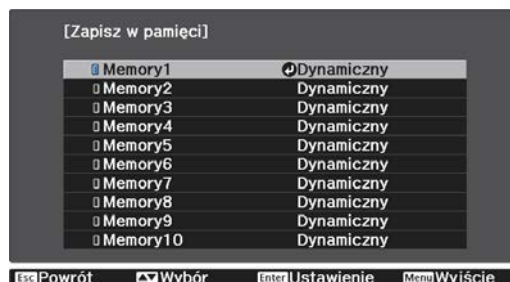 [Zapisz w pamięci]
Memory1 Dynamiczny
Memory2 Dynamiczny
Memory3 Dynamiczny
Memory4 Dynamiczny
Memory5 Dynamiczny
Memory6 Dynamiczny
Memory7 Dynamiczny
Memory8 Dynamiczny
Memory9 Dynamiczny
Memory10 Dynamiczny
Esc Powrót Wybór Enter Ustawienie Menu Wyjście